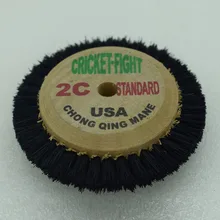 CRICKET-FIGHT
2C STANDARD
USA
CHONG QING MANE